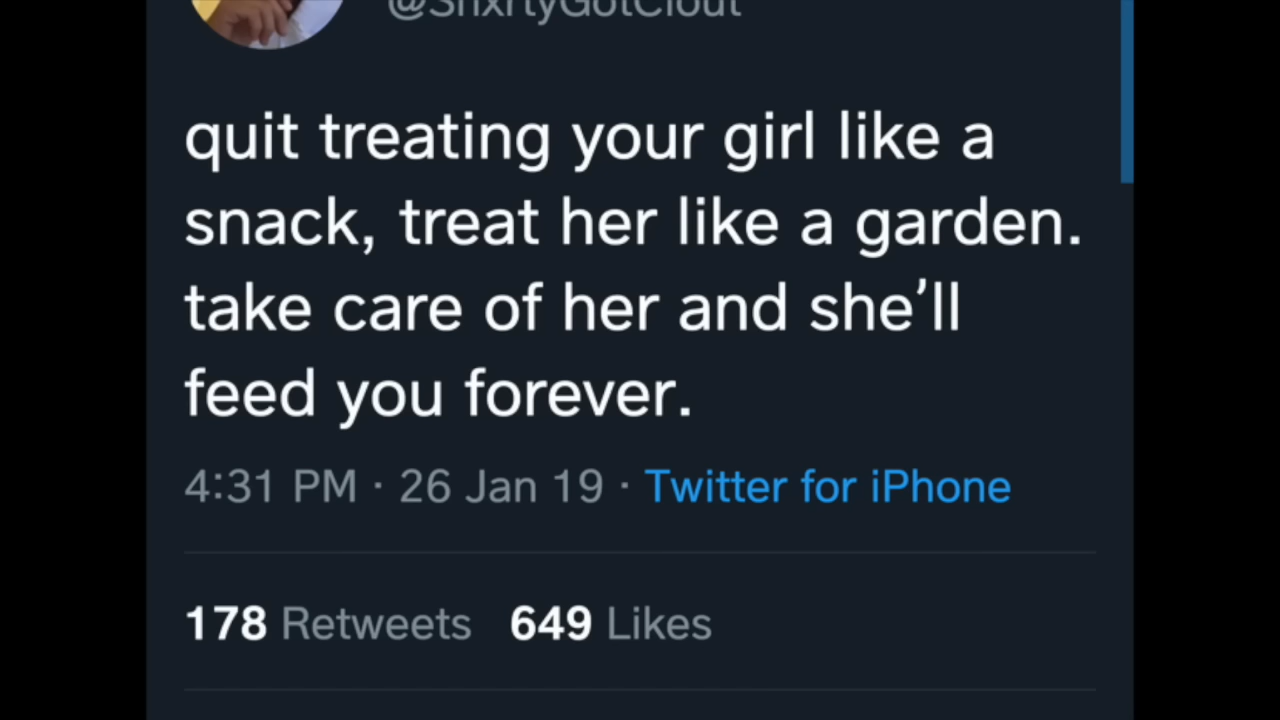 @ShxrtyGotClout
quit treating your girl like a
snack, treat her like a garden.
take care of her and she’ll
feed you forever.
4:31 PM · 26 Jan 19 · Twitter for iPhone
178 Retweets 649 Likes